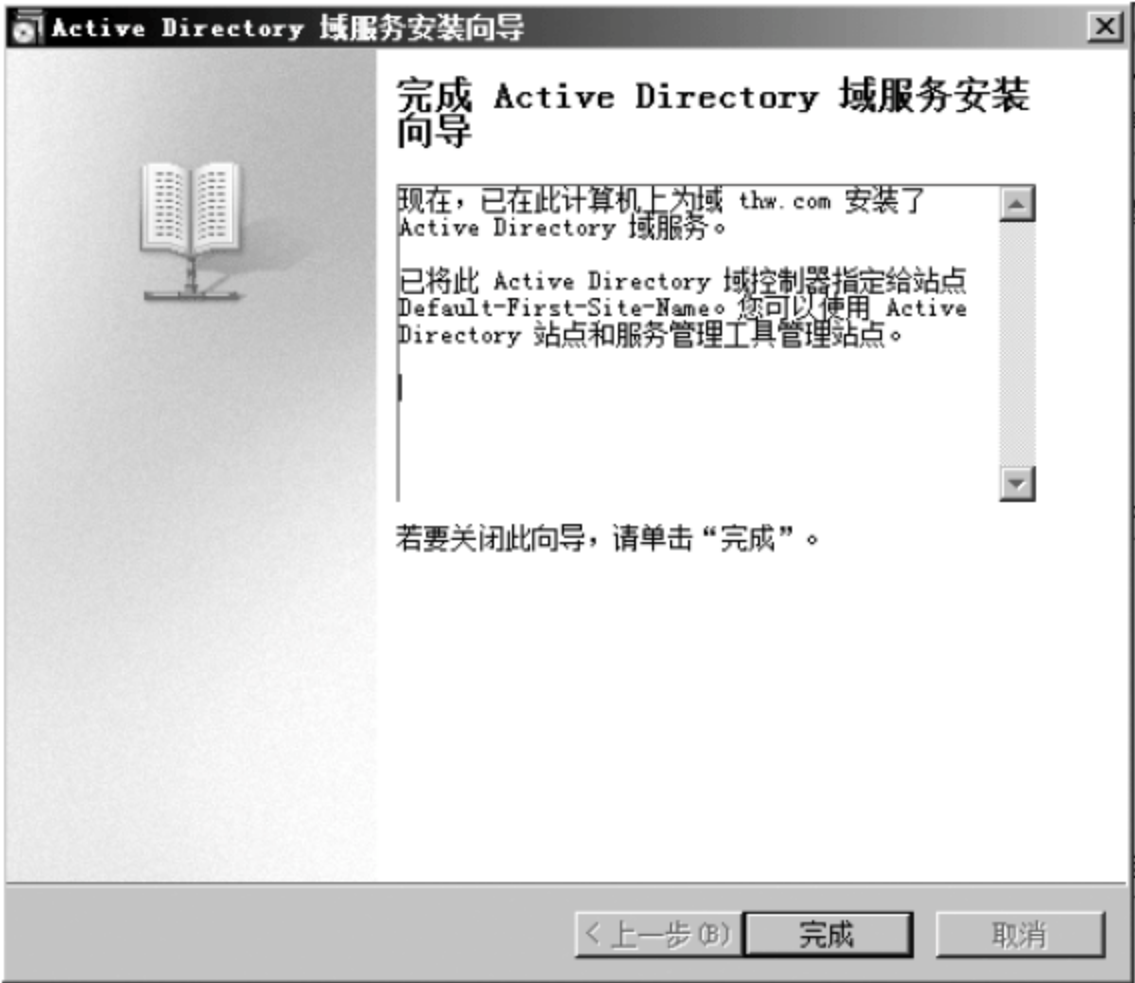 Active Directory 域服务安装向导
完成 Active Directory 域服务安装
向导
现在，已在此计算机上为域 thw.com 安装了
Active Directory 域服务。
已将此 Active Directory 域控制器指定给站点
Default-First-Site-Name。您可以使用 Active
Directory 站点和服务管理工具管理站点。
若要关闭此向导，请单击“完成”。
< 上一步(B)
完成
取消